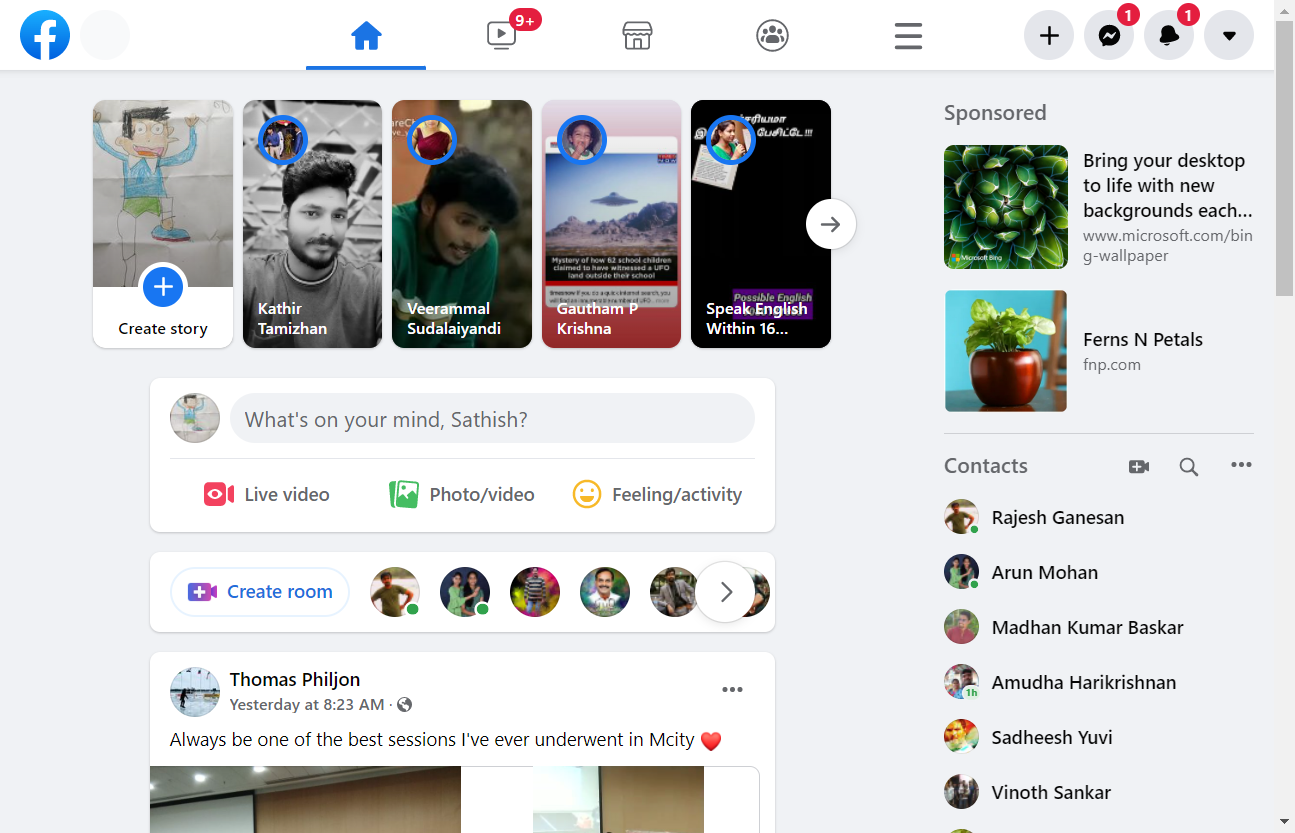 9+
1
1
Create story
Kathir
Tamizhan
Veerammal
Sudalaiyandi
Mystery of how 62 school children
claimed to have witnessed a UFO
land outside their school
Gautham P
Krishna
பேசிட்டே!!!
Possible English
Speak English
Within 16...
What's on your mind, Sathish?
Live video
Photo/video
Feeling/activity
Create room
Thomas Philjon
Yesterday at 8:23 AM ·
Always be one of the best sessions I've ever underwent in Mcity ❤️
Sponsored
Bring your desktop
to life with new
backgrounds each...
www.microsoft.com/bin
g-wallpaper
Microsoft Bing
Ferns N Petals
fnp.com
Contacts
Rajesh Ganesan
Arun Mohan
Madhan Kumar Baskar
Amudha Harikrishnan
1h
Sadheesh Yuvi
Vinoth Sankar